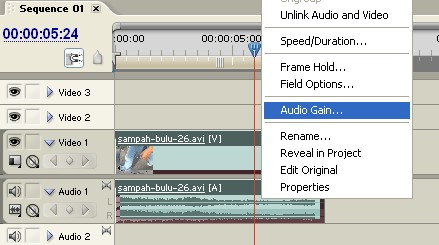 Sequence 01 ×
00:00:05:24
:00:00
00:00:05:00
Ungroup
Unlink Audio and Video
Speed/Duration...
Frame Hold...
Field Options...
Audio Gain...
Rename...
Reveal in Project
Edit Original
Properties
Video 3
Video 2
Video 1
sampah-bulu-26.avi [V]
Audio 1
sampah-bulu-26.avi [A]
L
R
Audio 2